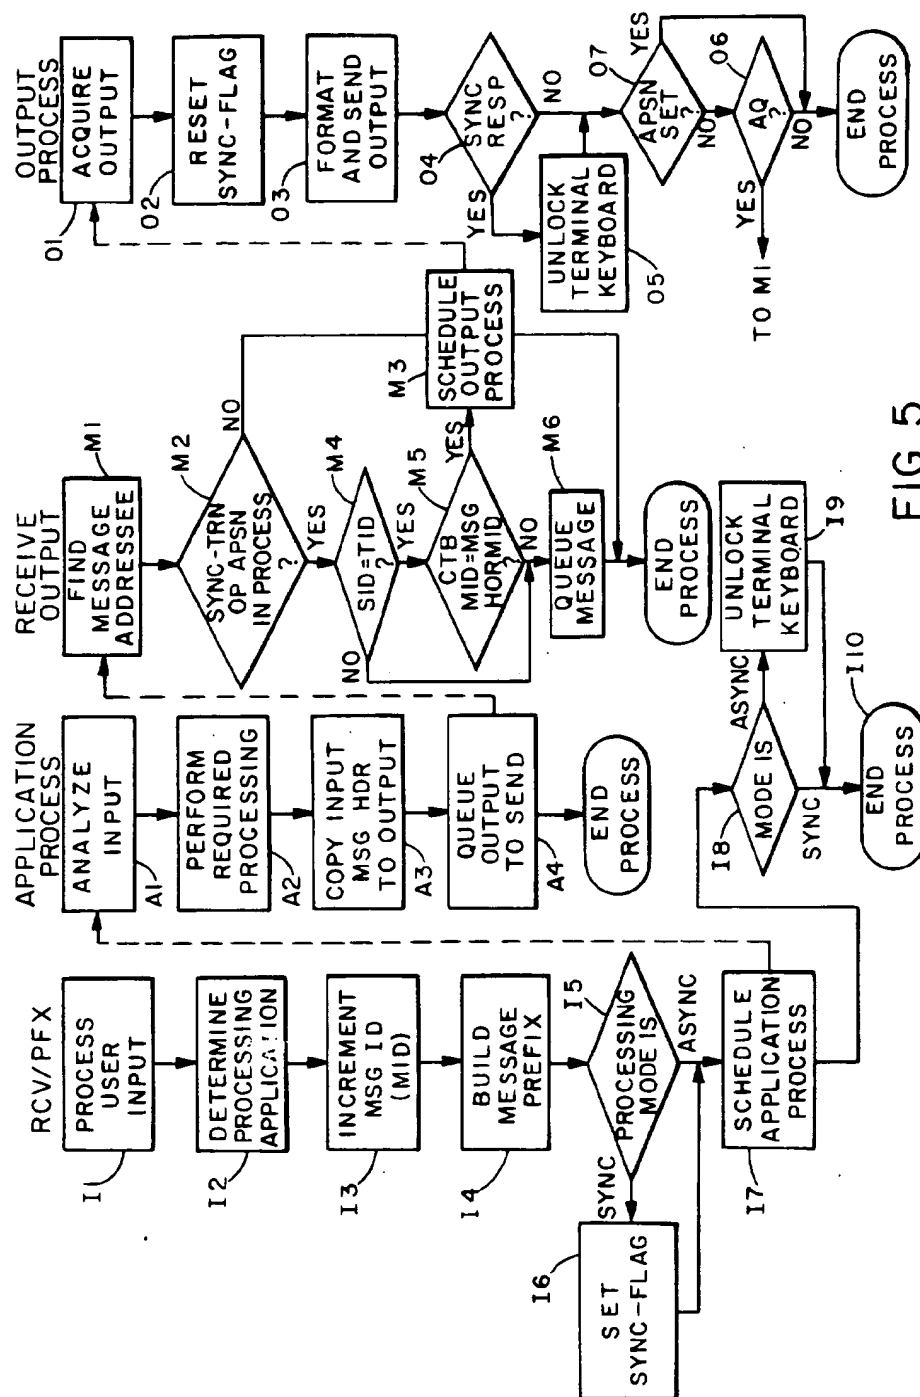 RCV/PFX
I1
PROCESS
USER
INPUT
I2
DETERMINE
PROCESSING
APPLICATION
I3
INCREMENT
MSG ID
(MID)
I4
BUILD
MESSAGE
PREFIX
I5
PROCESSING
MODE IS
SYNC
ASYNC
I6
SET
SYNC-FLAG
I7
SCHEDULE
APPLICATION
PROCESS
I8
MODE IS
ASYNC
SYNC
I9
UNLOCK
TERMINAL
KEYBOARD
I10
END
PROCESS
APPLICATION
PROCESS
ANALYZE
INPUT
A1
PERFORM
REQUIRED
PROCESSING
A2
COPY INPUT
MSG HDR
TO OUTPUT
A3
QUEUE
OUTPUT
TO SEND
A4
END
PROCESS
RECEIVE
OUTPUT
M1
FIND
MESSAGE
ADDRESSEE
M2
SYNC-TRN
OP APSN
IN PROCESS
?
NO
YES
M4
SID=TID
?
NO
YES
M5
CTB
MID=MSG
HORMID
?
YES
NO
M3
SCHEDULE
OUTPUT
PROCESS
M6
QUEUE
MESSAGE
END
PROCESS
OUTPUT
PROCESS
O1
ACQUIRE
OUTPUT
O2
RESET
SYNC-FLAG
O3
FORMAT
AND SEND
OUTPUT
O4
SYNC
RESP
?
YES
NO
O5
UNLOCK
TERMINAL
KEYBOARD
O7
APSN
SET
?
YES
NO
O6
AQ
?
YES
NO
TO M1
END
PROCESS
FIG. 5